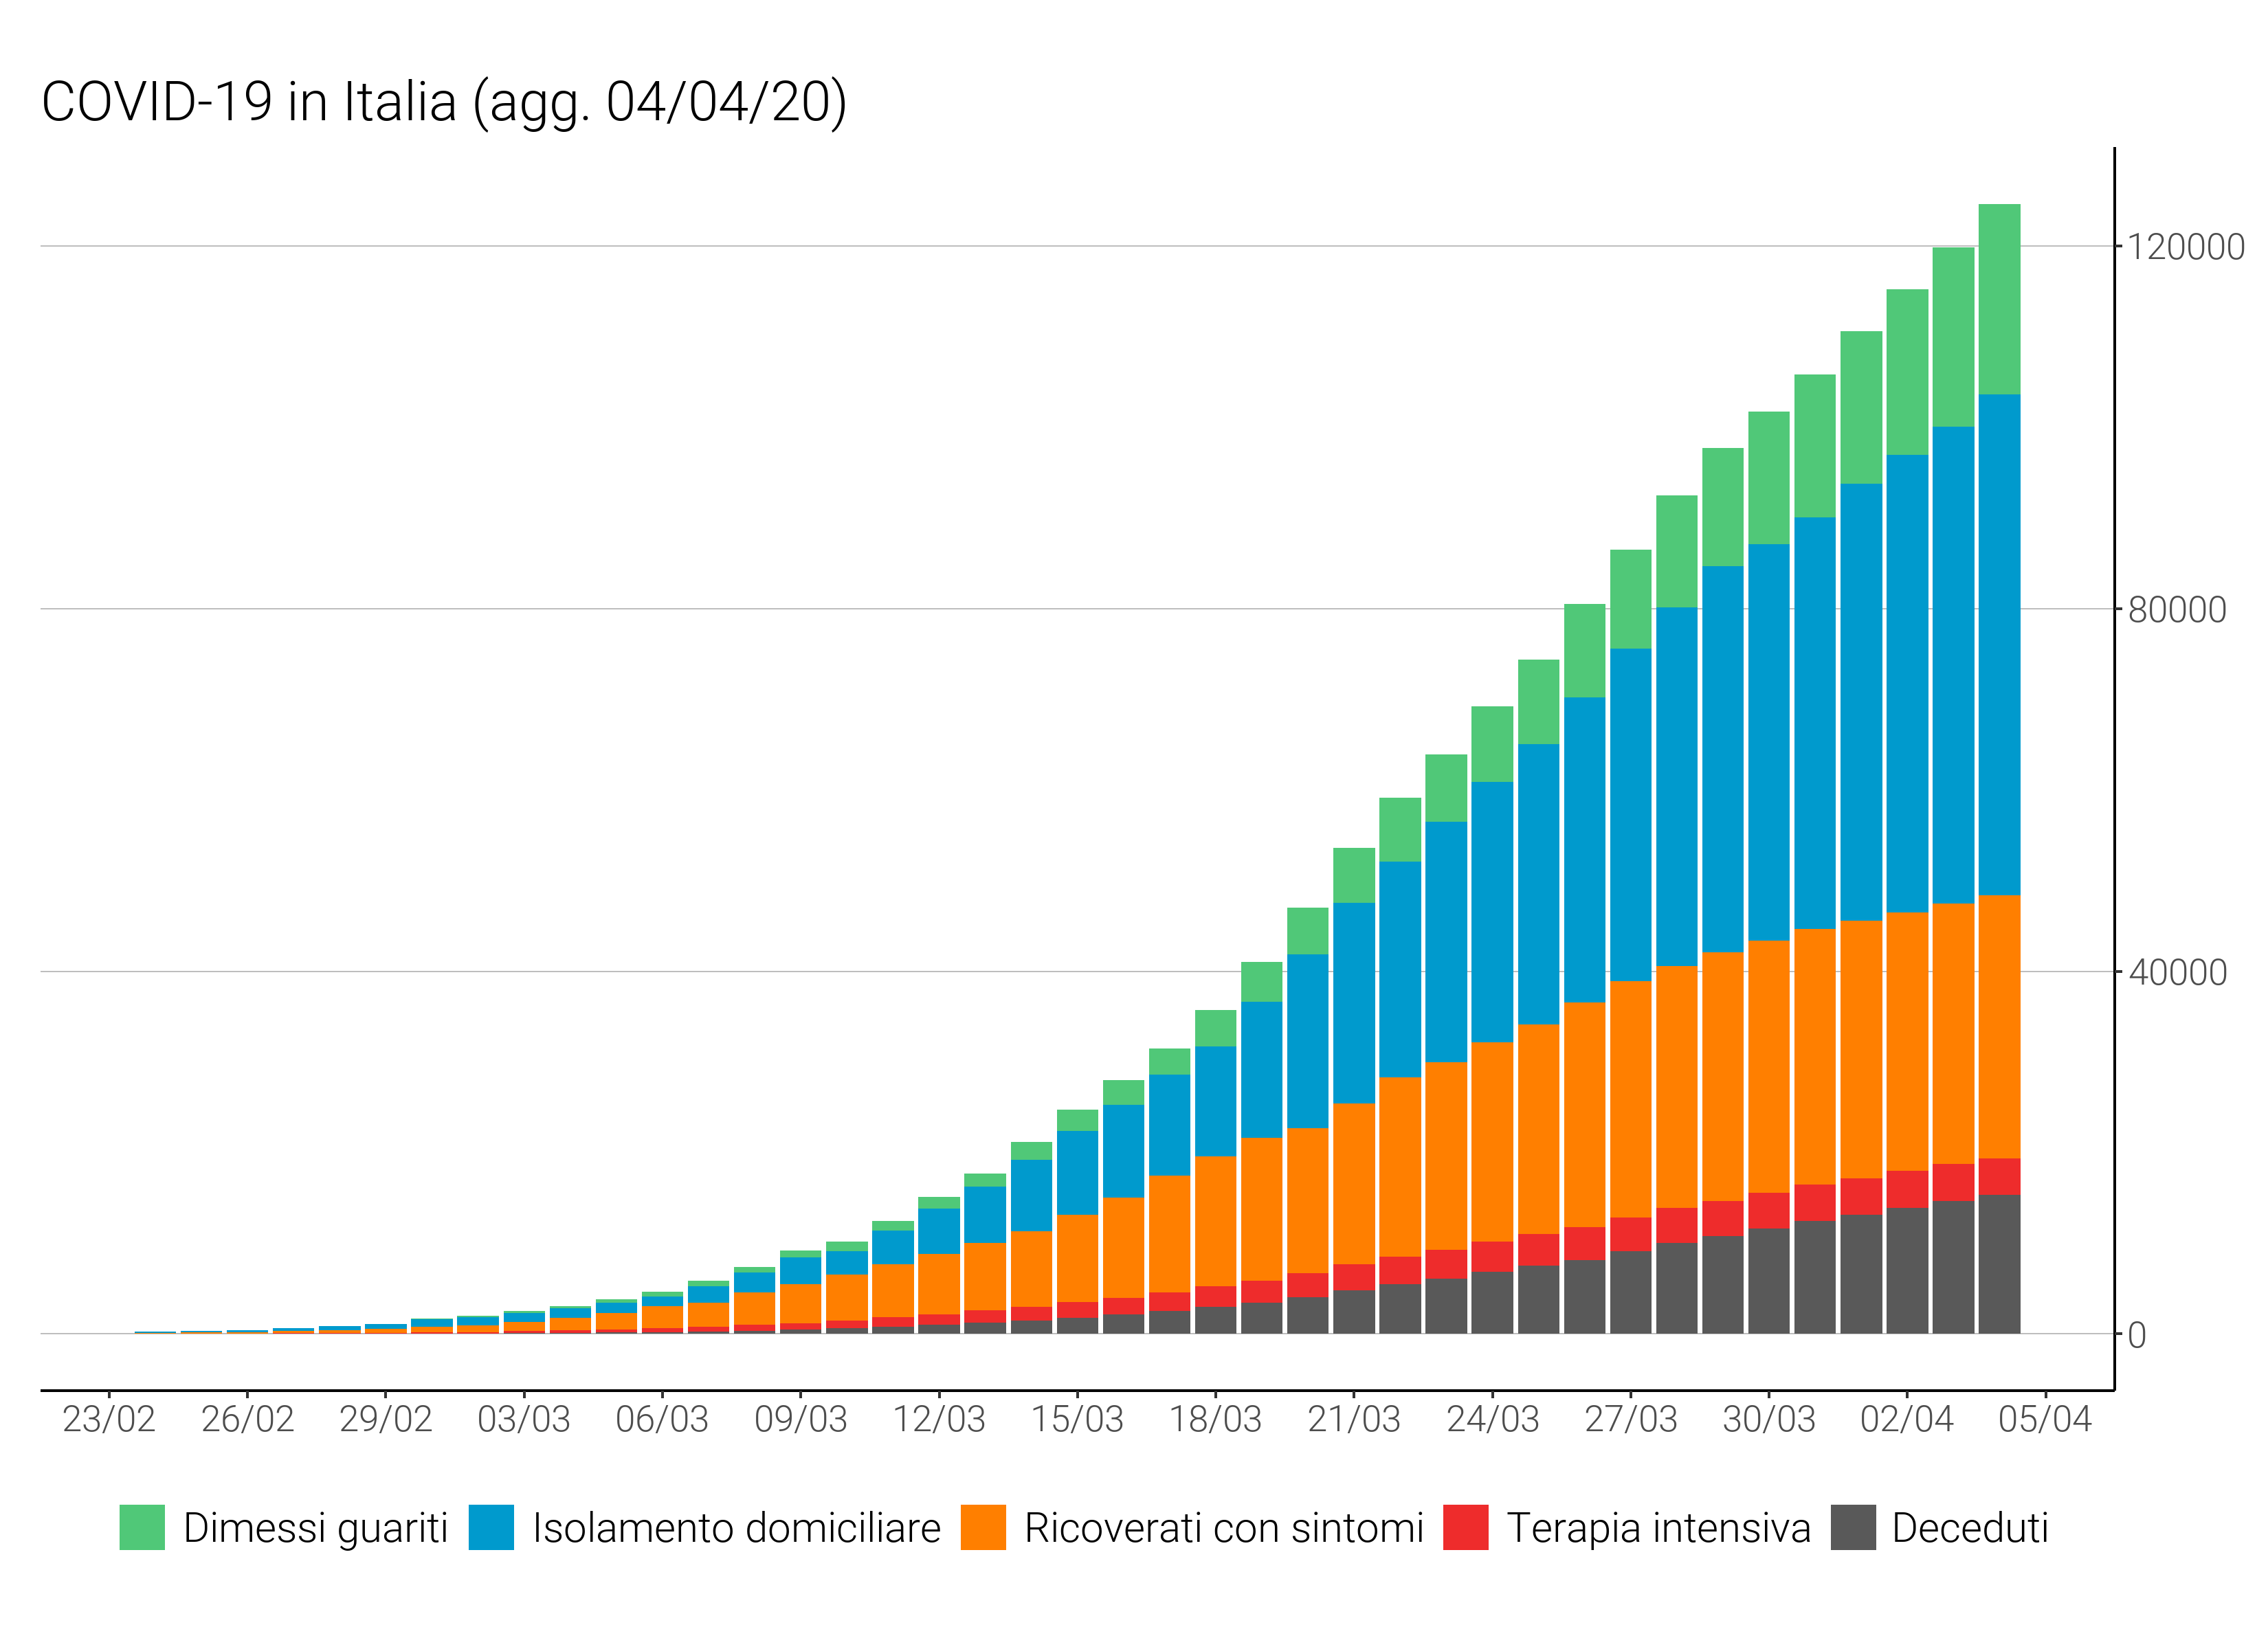 COVID-19 in Italia (agg. 04/04/20)
120000
80000
40000
0
23/02 26/02 29/02 03/03 06/03 09/03 12/03 15/03 18/03 21/03 24/03 27/03 30/03 02/04 05/04
Dimessi guariti Isolamento domiciliare Ricoverati con sintomi Terapia intensiva Deceduti